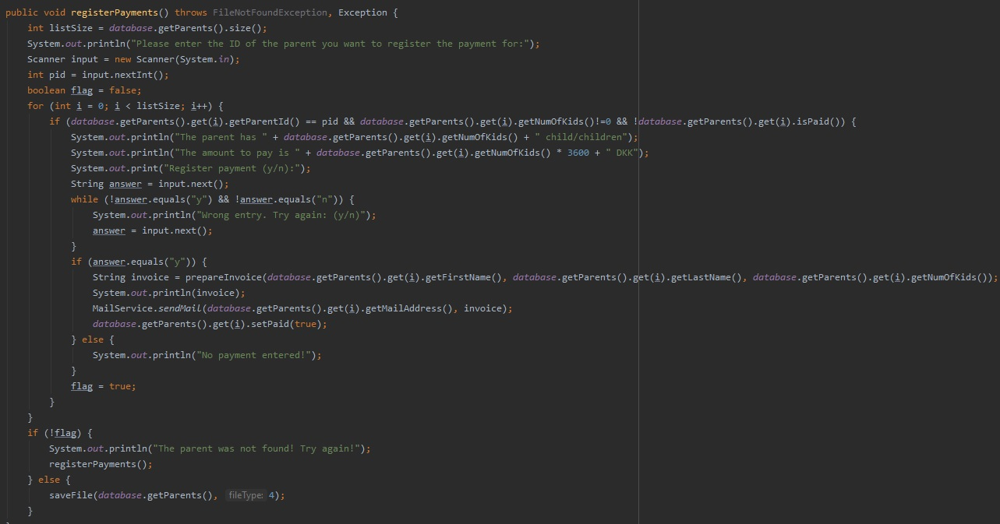 public void registerPayments() throws FileNotFoundException, Exception {
    int listSize = database.getParents().size();
    System.out.println("Please enter the ID of the parent you want to register the payment for:");
    Scanner input = new Scanner(System.in);
    int pid = input.nextInt();
    boolean flag = false;
    for (int i = 0; i < listSize; i++) {
        if (database.getParents().get(i).getParentId() == pid && database.getParents().get(i).getNumOfKids()!=0 && !database.getParents().get(i).isPaid()) {
            System.out.println("The parent has " + database.getParents().get(i).getNumOfKids() + " child/children");
            System.out.println("The amount to pay is " + database.getParents().get(i).getNumOfKids() * 3600 + " DKK");
            System.out.print("Register payment (y/n):");
            String answer = input.next();
            while (!answer.equals("y") && !answer.equals("n")) {
                System.out.println("Wrong entry. Try again: (y/n)");
                answer = input.next();
            }
            if (answer.equals("y")) {
                String invoice = prepareInvoice(database.getParents().get(i).getFirstName(), database.getParents().get(i).getLastName(), database.getParents().get(i).getNumOfKids());
                System.out.println(invoice);
                MailService.sendMail(database.getParents().get(i).getMailAddress(), invoice);
                database.getParents().get(i).setPaid(true);
            } else {
                System.out.println("No payment entered!");
            }
            flag = true;
        }
    }
    if (!flag) {
        System.out.println("The parent was not found! Try again!");
        registerPayments();
    } else {
        saveFile(database.getParents(), fileType: 4);
    }